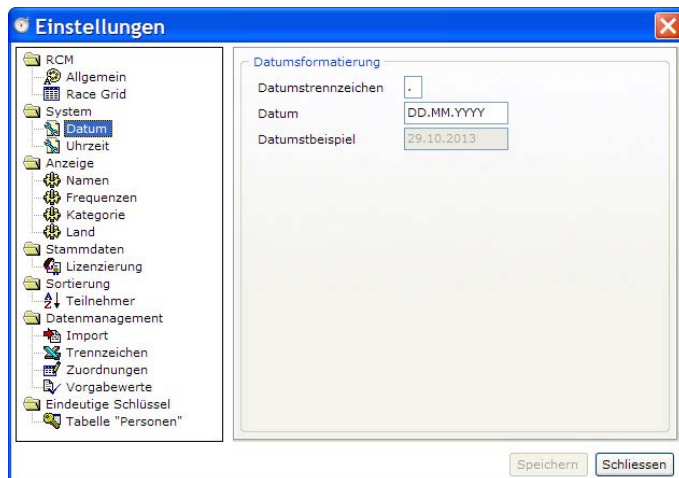 Einstellungen
RCM
Allgemein
Race Grid
System
Datum
Uhrzeit
Anzeige
Namen
Frequenzen
Kategorie
Land
Stammdaten
Lizenzierung
Sortierung
Teilnehmer
Datenmanagement
Import
Trennzeichen
Zuordnungen
Vorgabewerte
Eindeutige Schlüssel
Tabelle "Personen"
Datumsformatierung
Datumstrennzeichen .
Datum DD.MM.YYYY
Datumstbeispiel 29.10.2013
Speichern Schliessen